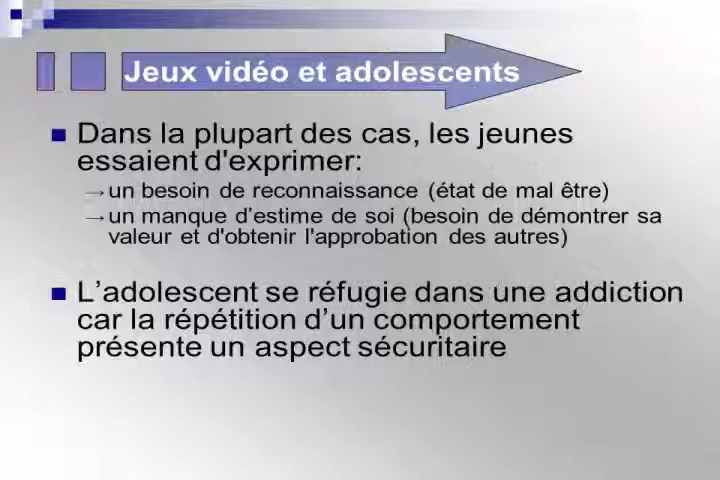 Jeux vidéo et adolescents
Dans la plupart des cas, les jeunes
essaient d'exprimer:
→ un besoin de reconnaissance (état de mal être)
→ un manque d’estime de soi (besoin de démontrer sa
valeur et d'obtenir l'approbation des autres)
L’adolescent se réfugie dans une addiction
car la répétition d’un comportement
présente un aspect sécuritaire